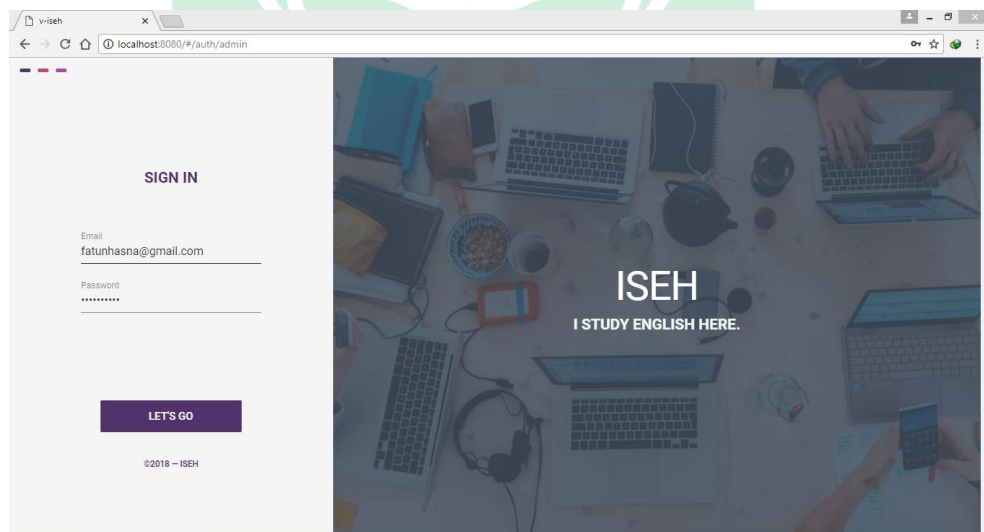 v-iseh
localhost:8080/#/auth/admin
SIGN IN
Email
fatunhasna@gmail.com
Password
••••••••••
LET'S GO
©2018 — ISEH
ISEH
I STUDY ENGLISH HERE.